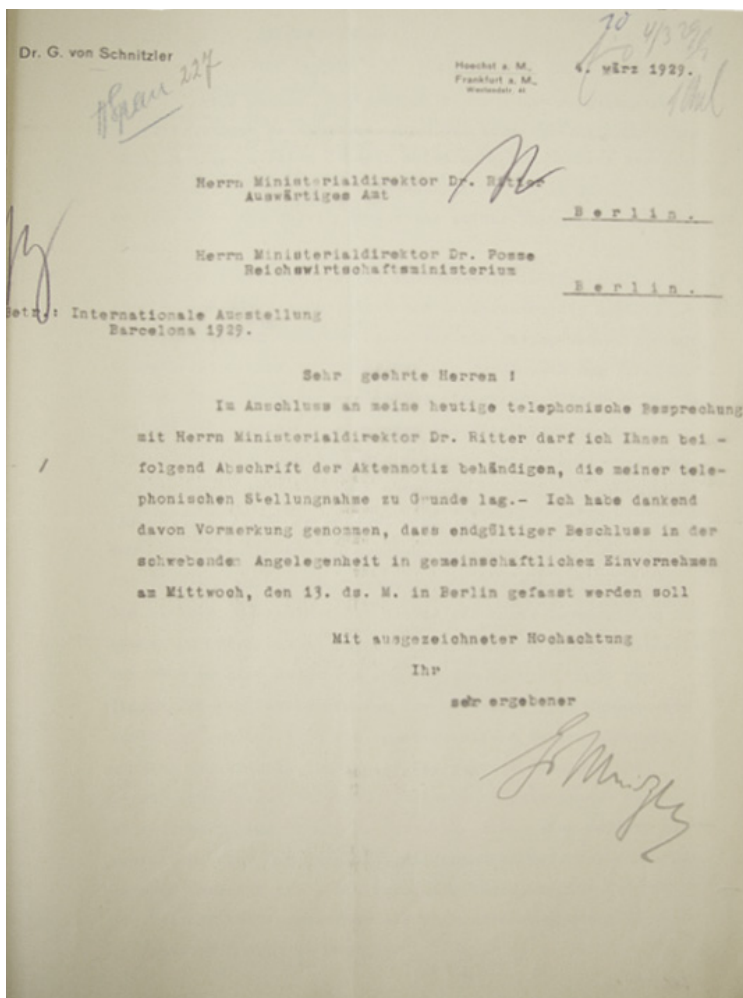 Dr. G. von Schnitzler
Hoechst a. M.,
Frankfurt a. M.,
4. März 1929.
227
Herrn Ministerialdirektor Dr. Ritter
Auswärtiges Amt
Berlin.
Herrn Ministerialdirektor Dr. Posse
Reichswirtschaftsministerium
Berlin.
Betr.: Internationale Ausstellung
Barcelona 1929.
Sehr geehrte Herren !
Im Anschluss an meine heutige telephonische Besprechung
mit Herrn Ministerialdirektor Dr. Ritter darf ich Ihnen bei -
folgend Abschrift der Aktennotiz behändigen, die meiner tele-
phonischen Stellungnahme zu Grunde lag.- Ich habe dankend
davon Vormerkung genommen, dass endgültiger Beschluss in der
schwebenden Angelegenheit in gemeinschaftlichem Einvernehmen
am Mittwoch, den 13. ds. M. in Berlin gefasst werden soll
Mit ausgezeichneter Hochachtung
Ihr
sehr ergebener